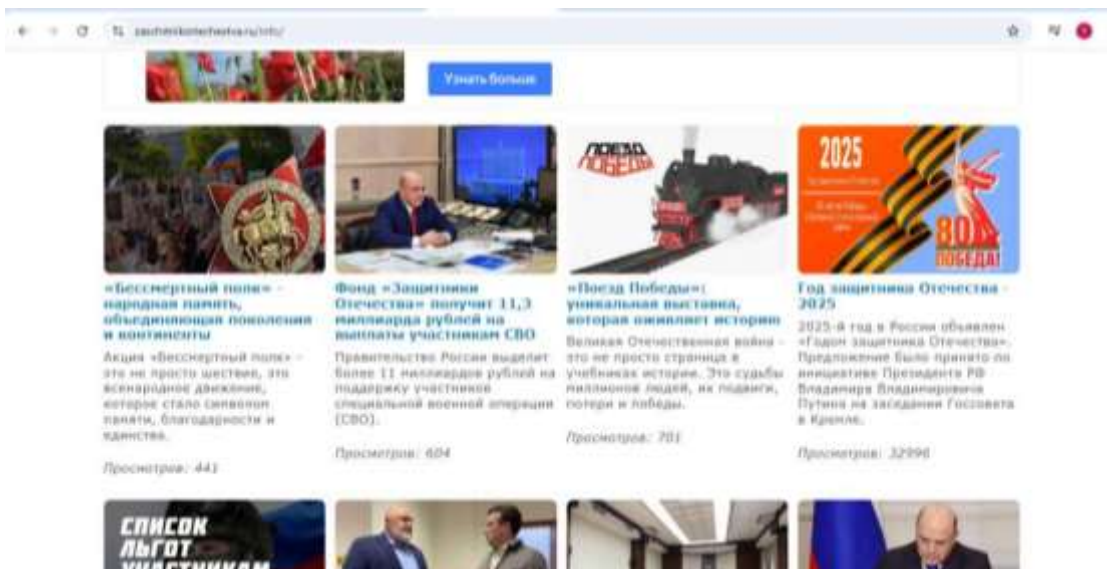 zaschitnikiotechestva.ru/info/
Узнать больше
ПОЕЗД
ПОБЕДЫ
2025
80
ПОБЕДА!
«Бессмертный полк» –
народная память,
объединяющая поколения
и континенты
Акция «Бессмертный полк» –
это не просто шествие, это
всенародное движение,
которое стало символом
памяти, благодарности и
единства.
Просмотров: 441
Фонд «Защитники
Отечества» получит 11,3
миллиарда рублей на
выплаты участникам СВО
Правительство России выделит
более 11 миллиардов рублей на
поддержку участников
специальной военной операции
(СВО).
Просмотров: 604
«Поезд Победы»:
уникальная выставка,
которая оживляет историю
Великая Отечественная война –
это не просто страница в
учебниках истории. Это судьбы
миллионов людей, их подвиги,
потери и победы.
Просмотров: 701
Год защитника Отечества –
2025
2025-й год в России объявлен
«Годом защитника Отечества».
Предложение было принято по
инициативе Президента РФ
Владимира Владимировича
Путина на заседании Госсовета
в Кремле.
Просмотров: 32996
СПИСОК
ЛЬГОТ
УЧАСТНИКАМ